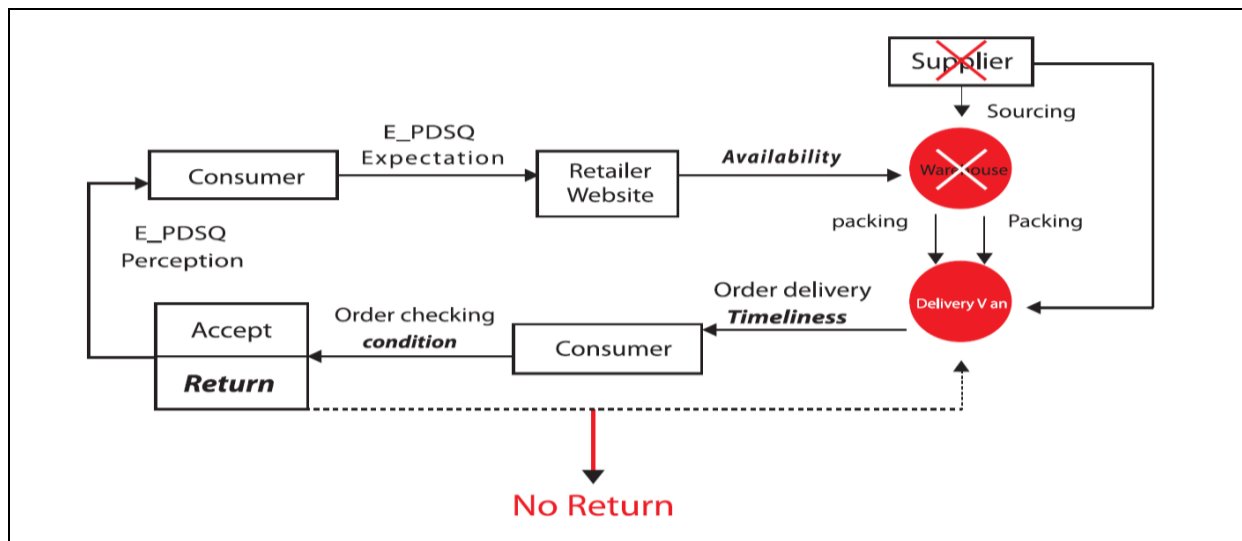 Supplier
Sourcing
E_PDSQ
Expectation
Availability
Consumer
Retailer
Website
Warehouse
packing
Packing
E_PDSQ
Perception
Order delivery
Timeliness
Delivery Van
Order checking
condition
Accept
Consumer
Return
No Return